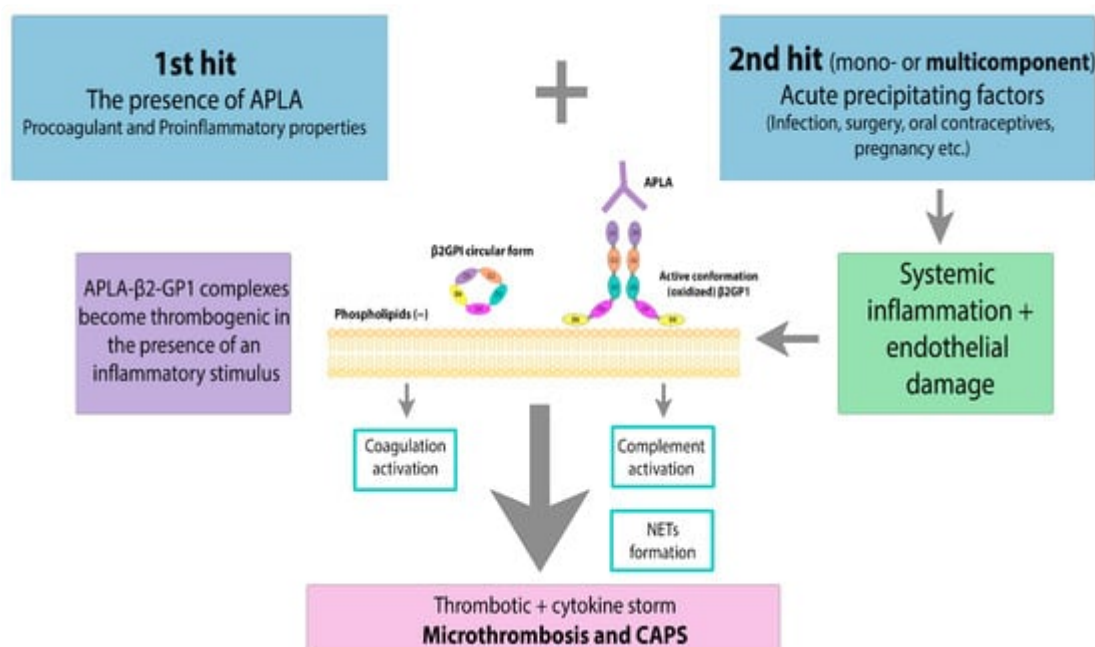 1st hit
The presence of APLA
Procoagulant and Proinflammatory properties
+
2nd hit (mono- or multicomponent)
Acute precipitating factors
(Infection, surgery, oral contraceptives,
pregnancy etc.)
APLA
β2GPI circular form
Active conformation
(oxidized) β2GP1
Phospholipids (−)
APLA-β2-GP1 complexes
become thrombogenic in
the presence of an
inflammatory stimulus
Systemic
inflammation +
endothelial
damage
Coagulation
activation
Complement
activation
NETs
formation
Thrombotic + cytokine storm
Microthrombosis and CAPS